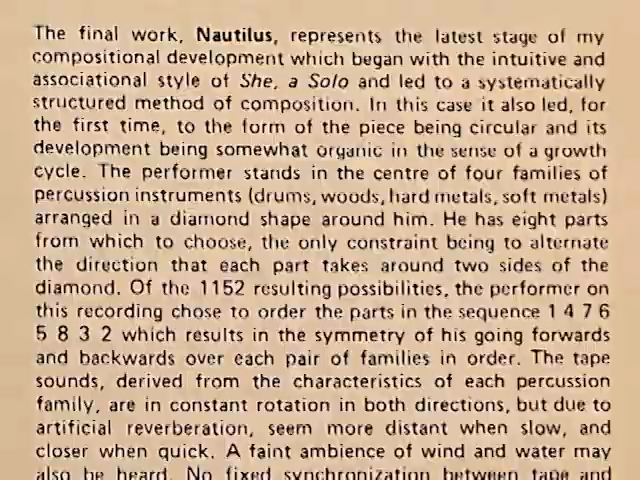 The final work, Nautilus, represents the latest stage of my
compositional development which began with the intuitive and
associational style of She, a Solo and led to a systematically
structured method of composition. In this case it also led, for
the first time, to the form of the piece being circular and its
development being somewhat organic in the sense of a growth
cycle. The performer stands in the centre of four families of
percussion instruments (drums, woods, hard metals, soft metals)
arranged in a diamond shape around him. He has eight parts
from which to choose, the only constraint being to alternate
the direction that each part takes around two sides of the
diamond. Of the 1152 resulting possibilities, the performer on
this recording chose to order the parts in the sequence 1 4 7 6
5 8 3 2 which results in the symmetry of his going forwards
and backwards over each pair of families in order. The tape
sounds, derived from the characteristics of each percussion
family, are in constant rotation in both directions, but due to
artificial reverberation, seem more distant when slow, and
closer when quick. A faint ambience of wind and water may
also be heard. No fixed synchronization between tape and